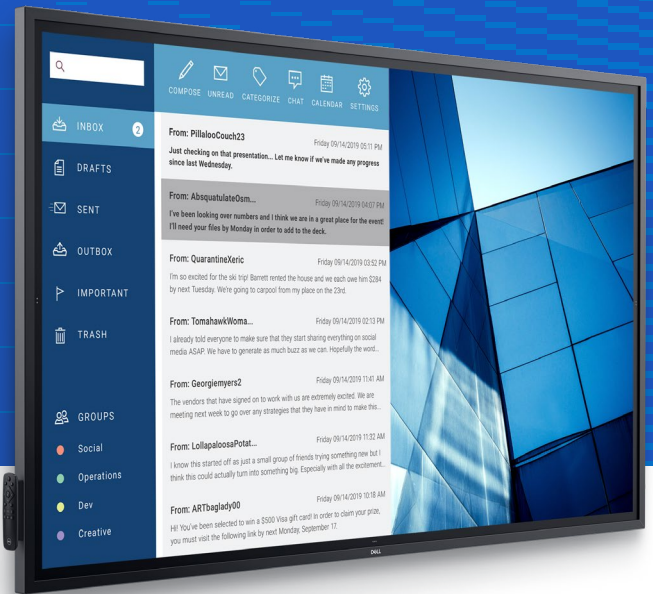 COMPOSE
UNREAD
CATEGORIZE
CHAT
CALENDAR
SETTINGS
INBOX 2
DRAFTS
SENT
OUTBOX
IMPORTANT
TRASH
GROUPS
Social
Operations
Dev
Creative
From: PillalooCouch23
Friday 09/14/2019 05:11 PM
Just checking on that presentation... Let me know if we've made any progress
since last Wednesday.
From: AbsquatulateOsm...
Friday 09/14/2019 04:07 PM
I've been looking over numbers and I think we are in a great place for the event!
I'll need your files by Monday in order to add to the deck.
From: QuarantineXeric
Friday 09/14/2019 03:52 PM
I'm so excited for the ski trip! Barrett rented the house and we each owe him $284
by next Tuesday. We're going to carpool from my place on the 23rd.
From: TomahawkWoma...
Friday 09/14/2019 02:13 PM
I already told everyone to make sure that they start sharing everything on social
media ASAP. We have to generate as much buzz as we can. Hopefully the word...
From: Georgiemyers2
Friday 09/14/2019 11:41 AM
The vendors that have signed on to work with us are extremely excited. We are
meeting next week to go over any strategies that they have in mind to make this...
From: LollapaloosaPotat...
Friday 09/14/2019 11:32 AM
I know this started off as just a small group of friends trying something new but I
think this could actually turn into something big. Especially with all the excitement...
From: ARTbaglady00
Friday 09/14/2019 10:18 AM
Hi! You've been selected to win a $500 Visa gift card! In order to claim your prize,
you must visit the following link by next Monday, September 17.
DELL